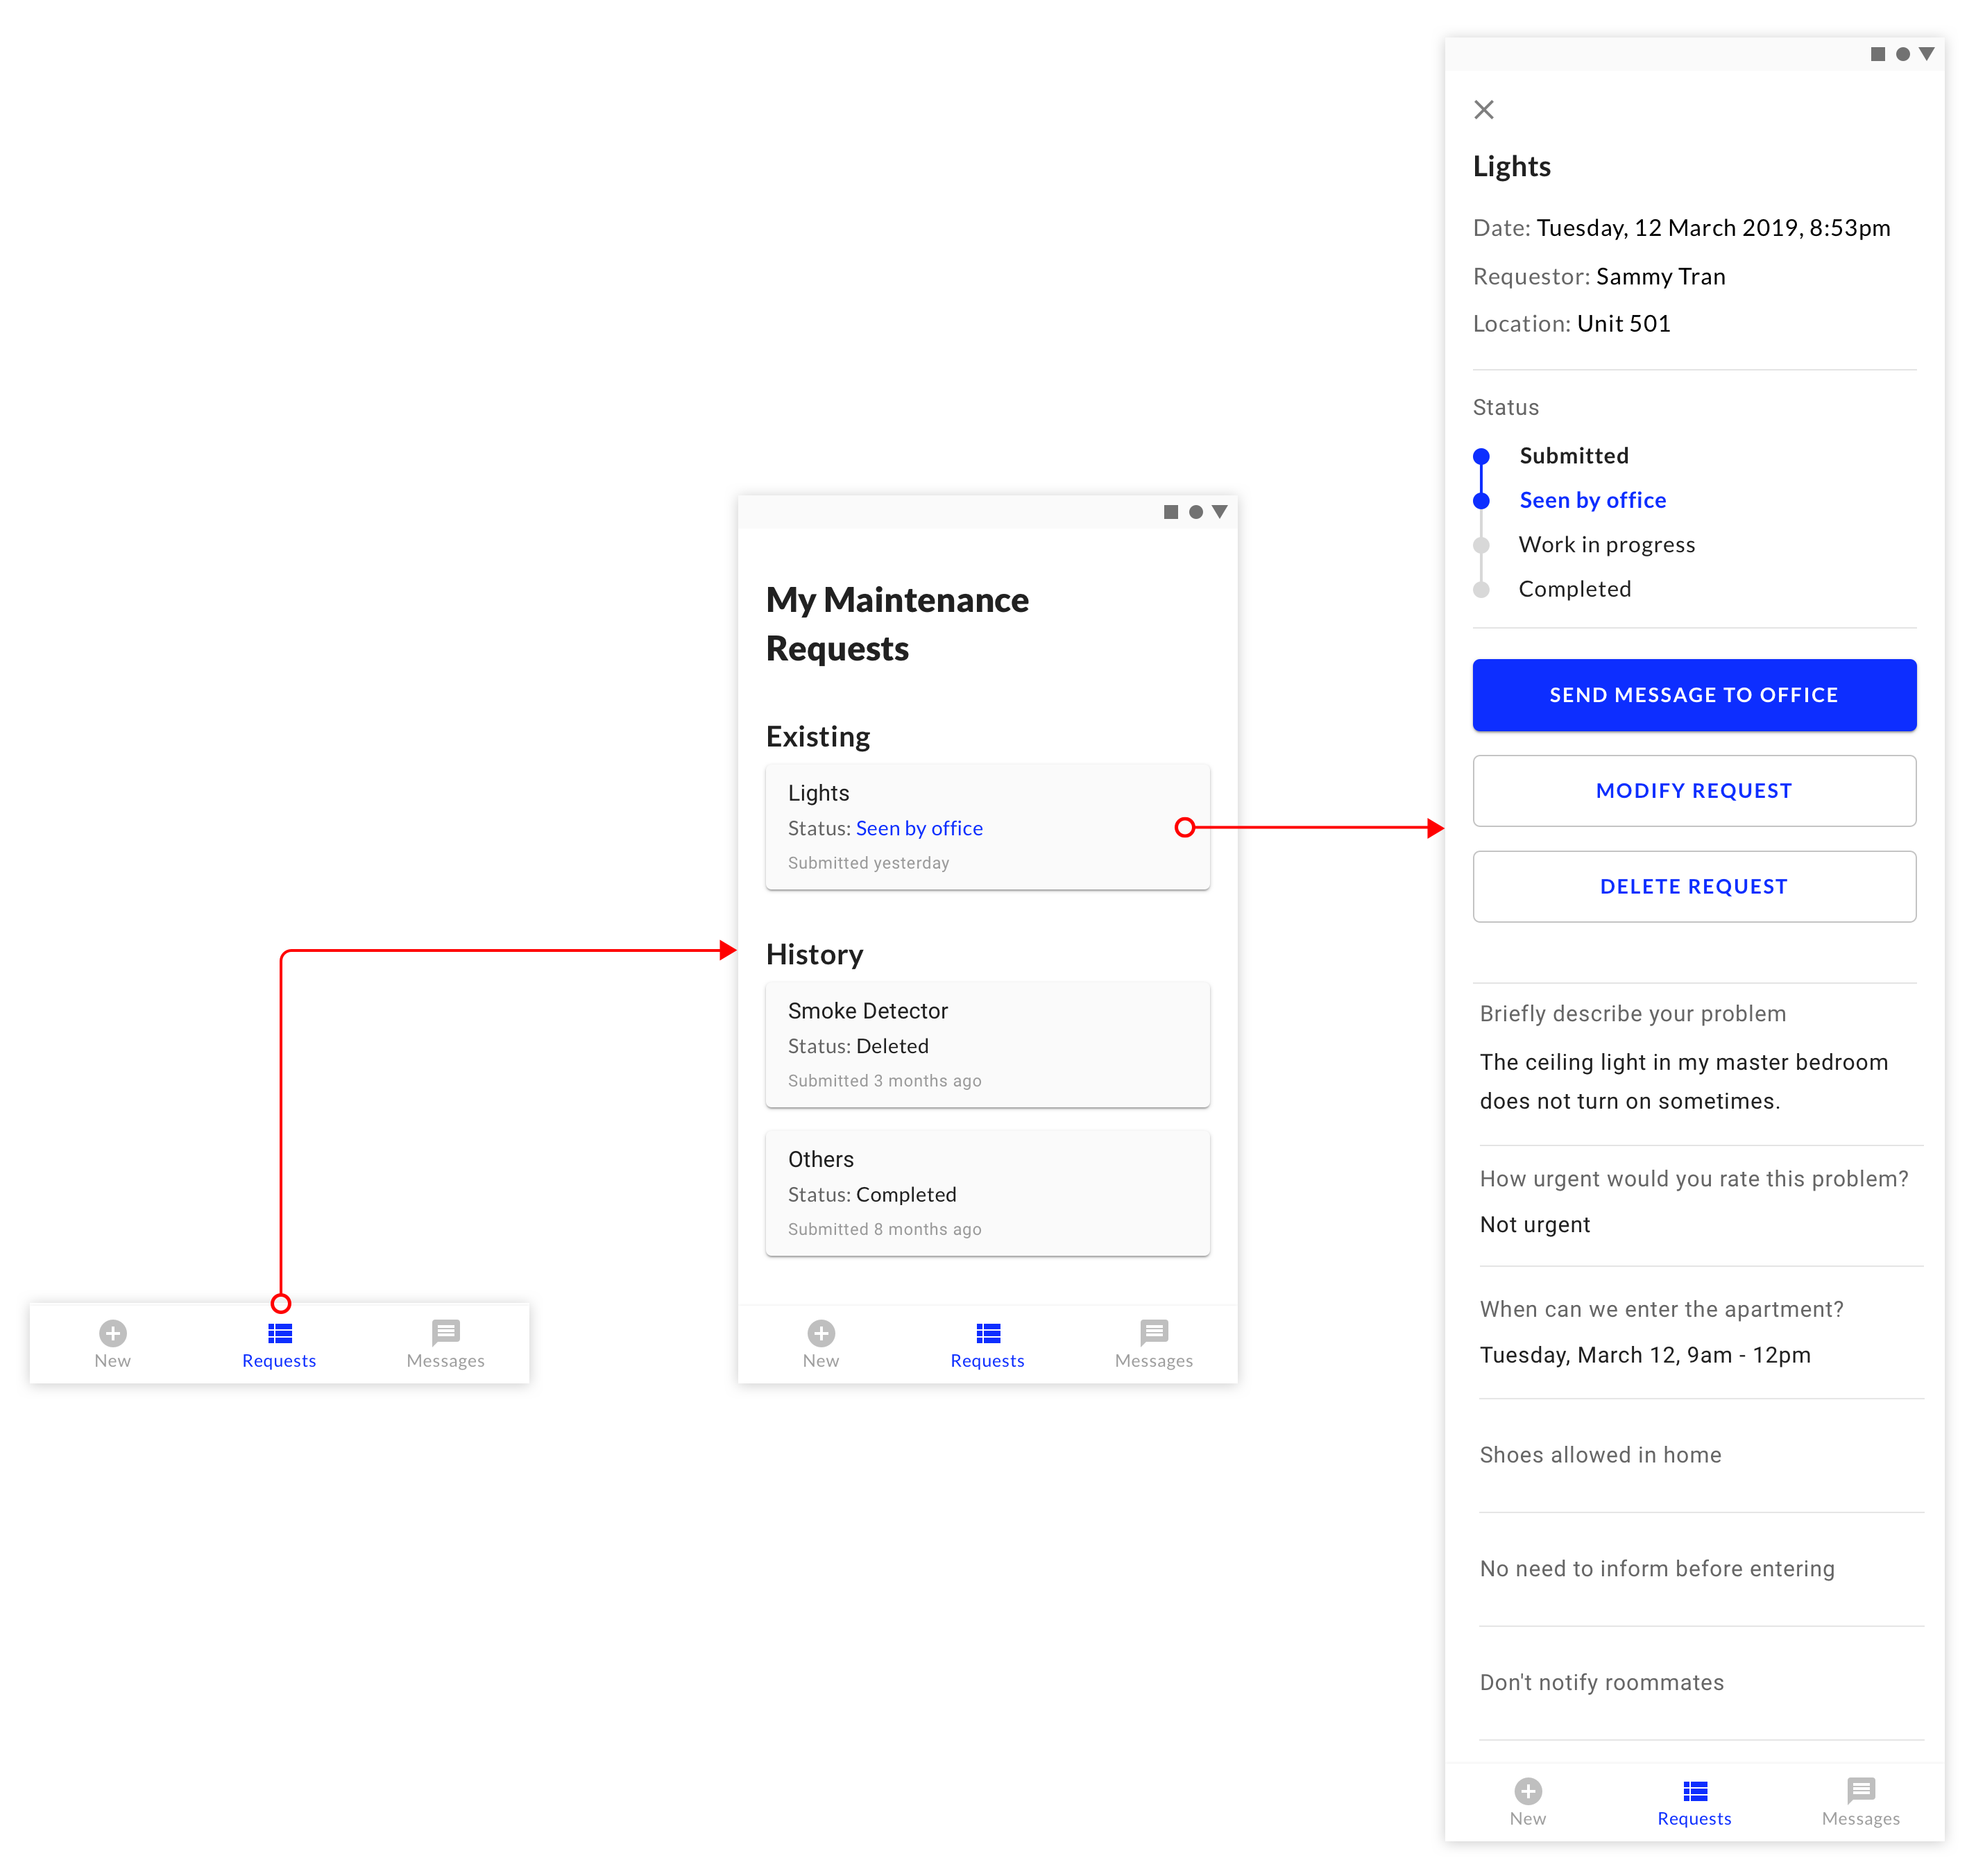 New
Requests
Messages
My Maintenance
Requests
Existing
Lights
Status: Seen by office
Submitted yesterday
History
Smoke Detector
Status: Deleted
Submitted 3 months ago
Others
Status: Completed
Submitted 8 months ago
New
Requests
Messages
Lights
Date: Tuesday, 12 March 2019, 8:53pm
Requestor: Sammy Tran
Location: Unit 501
Status
Submitted
Seen by office
Work in progress
Completed
SEND MESSAGE TO OFFICE
MODIFY REQUEST
DELETE REQUEST
Briefly describe your problem
The ceiling light in my master bedroom
does not turn on sometimes.
How urgent would you rate this problem?
Not urgent
When can we enter the apartment?
Tuesday, March 12, 9am - 12pm
Shoes allowed in home
No need to inform before entering
Don't notify roommates
New
Requests
Messages